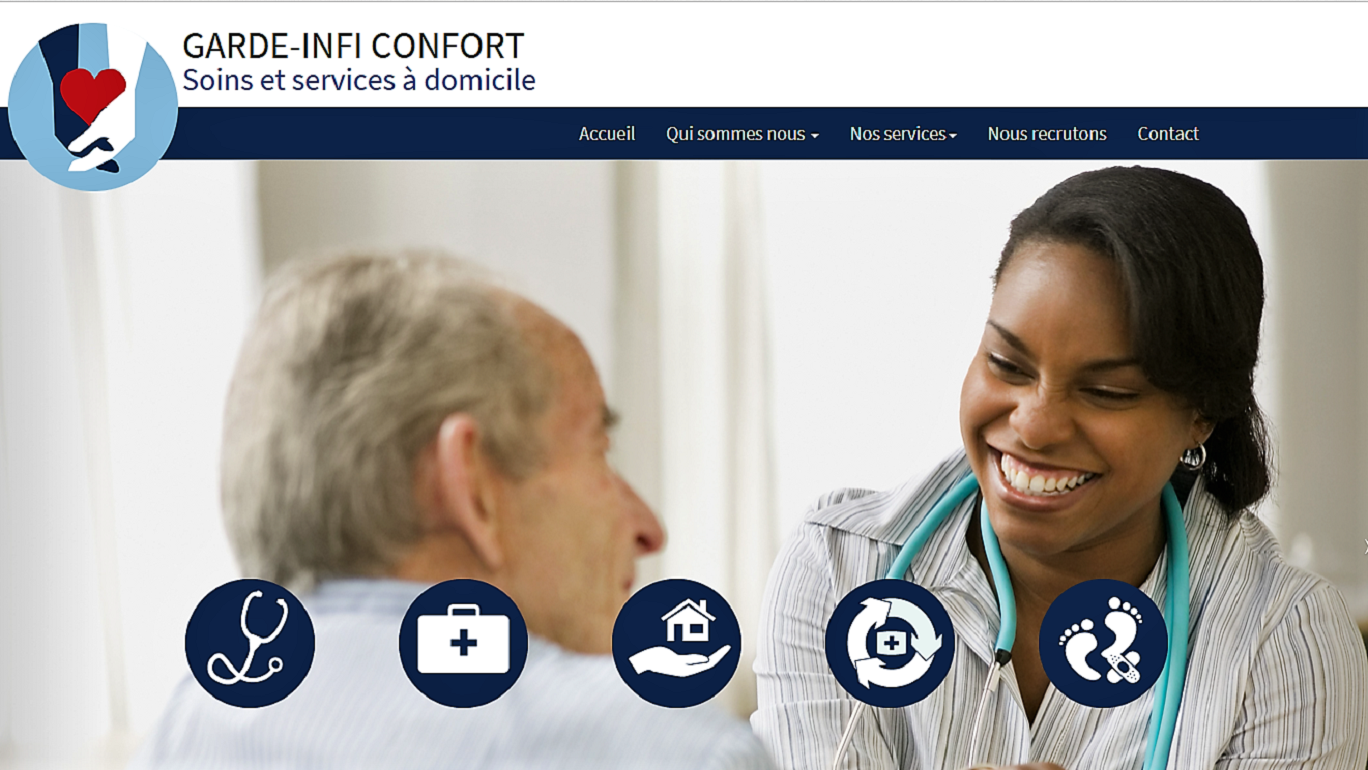 GARDE-INFI CONFORT
Soins et services à domicile
Accueil Qui sommes nous Nos services Nous recrutons Contact